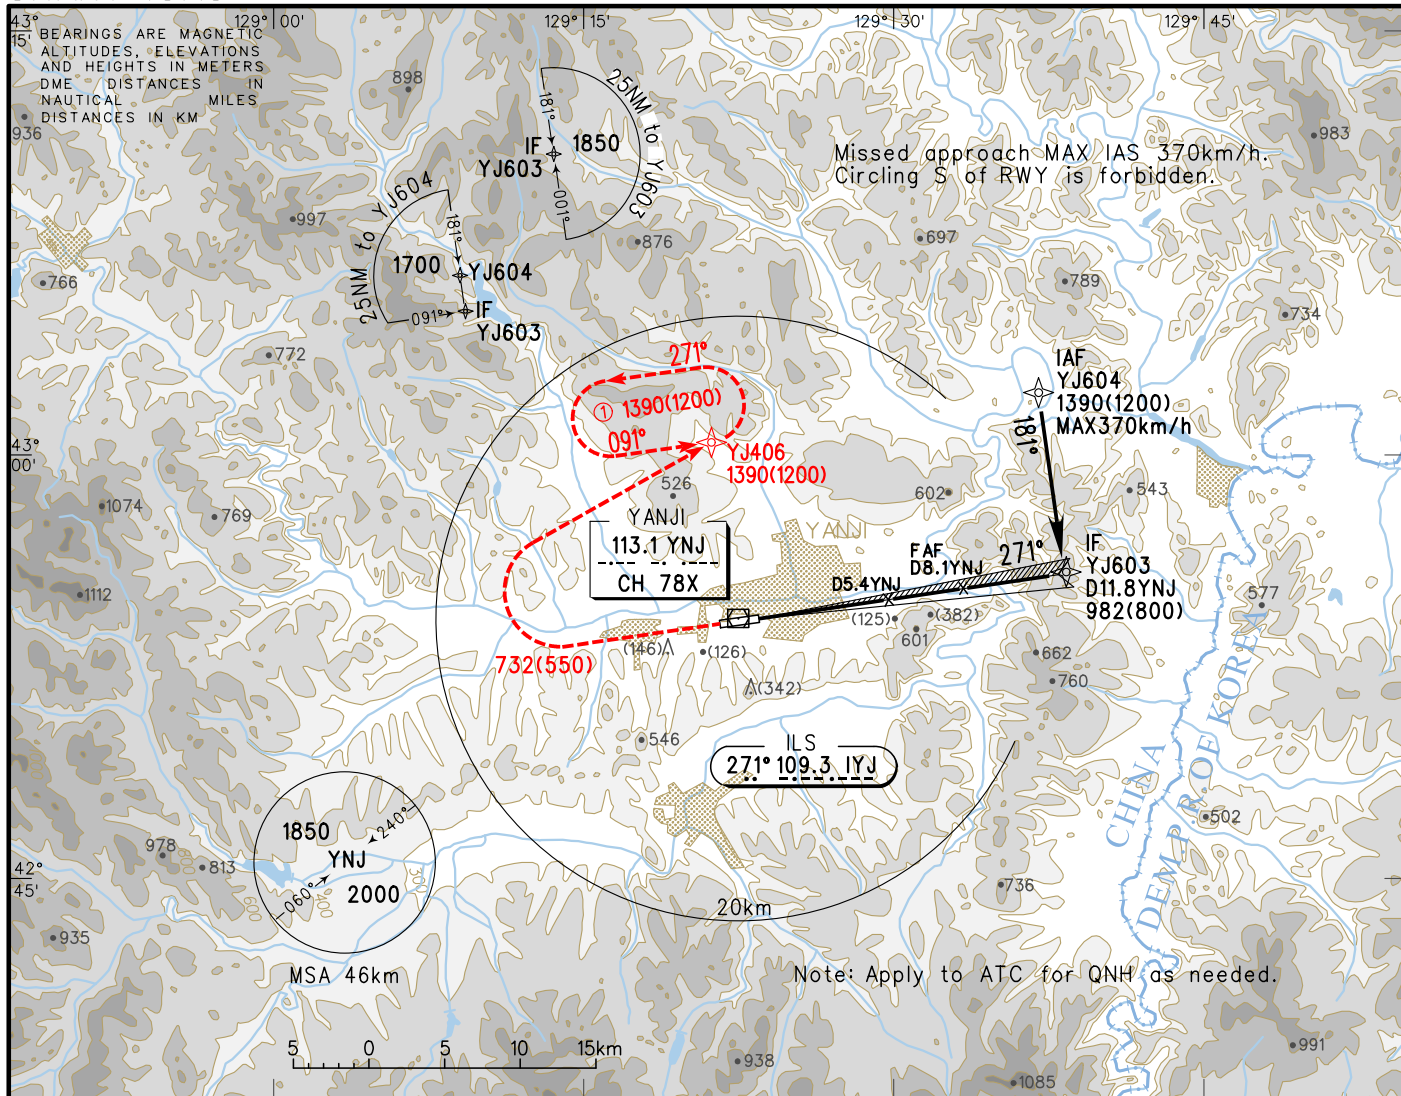 43°
15'
129° 00'
129° 15'
129° 30'
129° 45'
BEARINGS ARE MAGNETIC
ALTITUDES, ELEVATIONS
AND HEIGHTS IN METERS
DME DISTANCES IN
NAUTICAL MILES
DISTANCES IN KM
936
898
983
181°
25NM to YJ603
IF
YJ603
1850
001°
Missed approach MAX IAS 370km/h.
Circling S of RWY is forbidden.
997
876
697
25NM to YJ604
181°
1700
YJ604
091°
IF
YJ603
766
789
734
772
271°
① 1390(1200)
091°
YJ406
1390(1200)
IAF
YJ604
1390(1200)
MAX370km/h
181°
43°
00'
526
602
543
1074
769
YANJI
113.1 YNJ
CH 78X
YANJI
FAF
D8.1YNJ
271°
D5.4YNJ
IF
YJ603
D11.8YNJ
982(800)
1112
577
(125)
(382)
601
(146)
(126)
662
732(550)
(342)
760
546
ILS
271° 109.3 IYJ
CHINA
DEM.P.R.OF KOREA
502
1850
240°
YNJ
060°
2000
978
813
600
400
42°
45'
736
935
20km
MSA 46km
Note: Apply to ATC for QNH as needed.
5 0 5 10 15km
938
991
1085